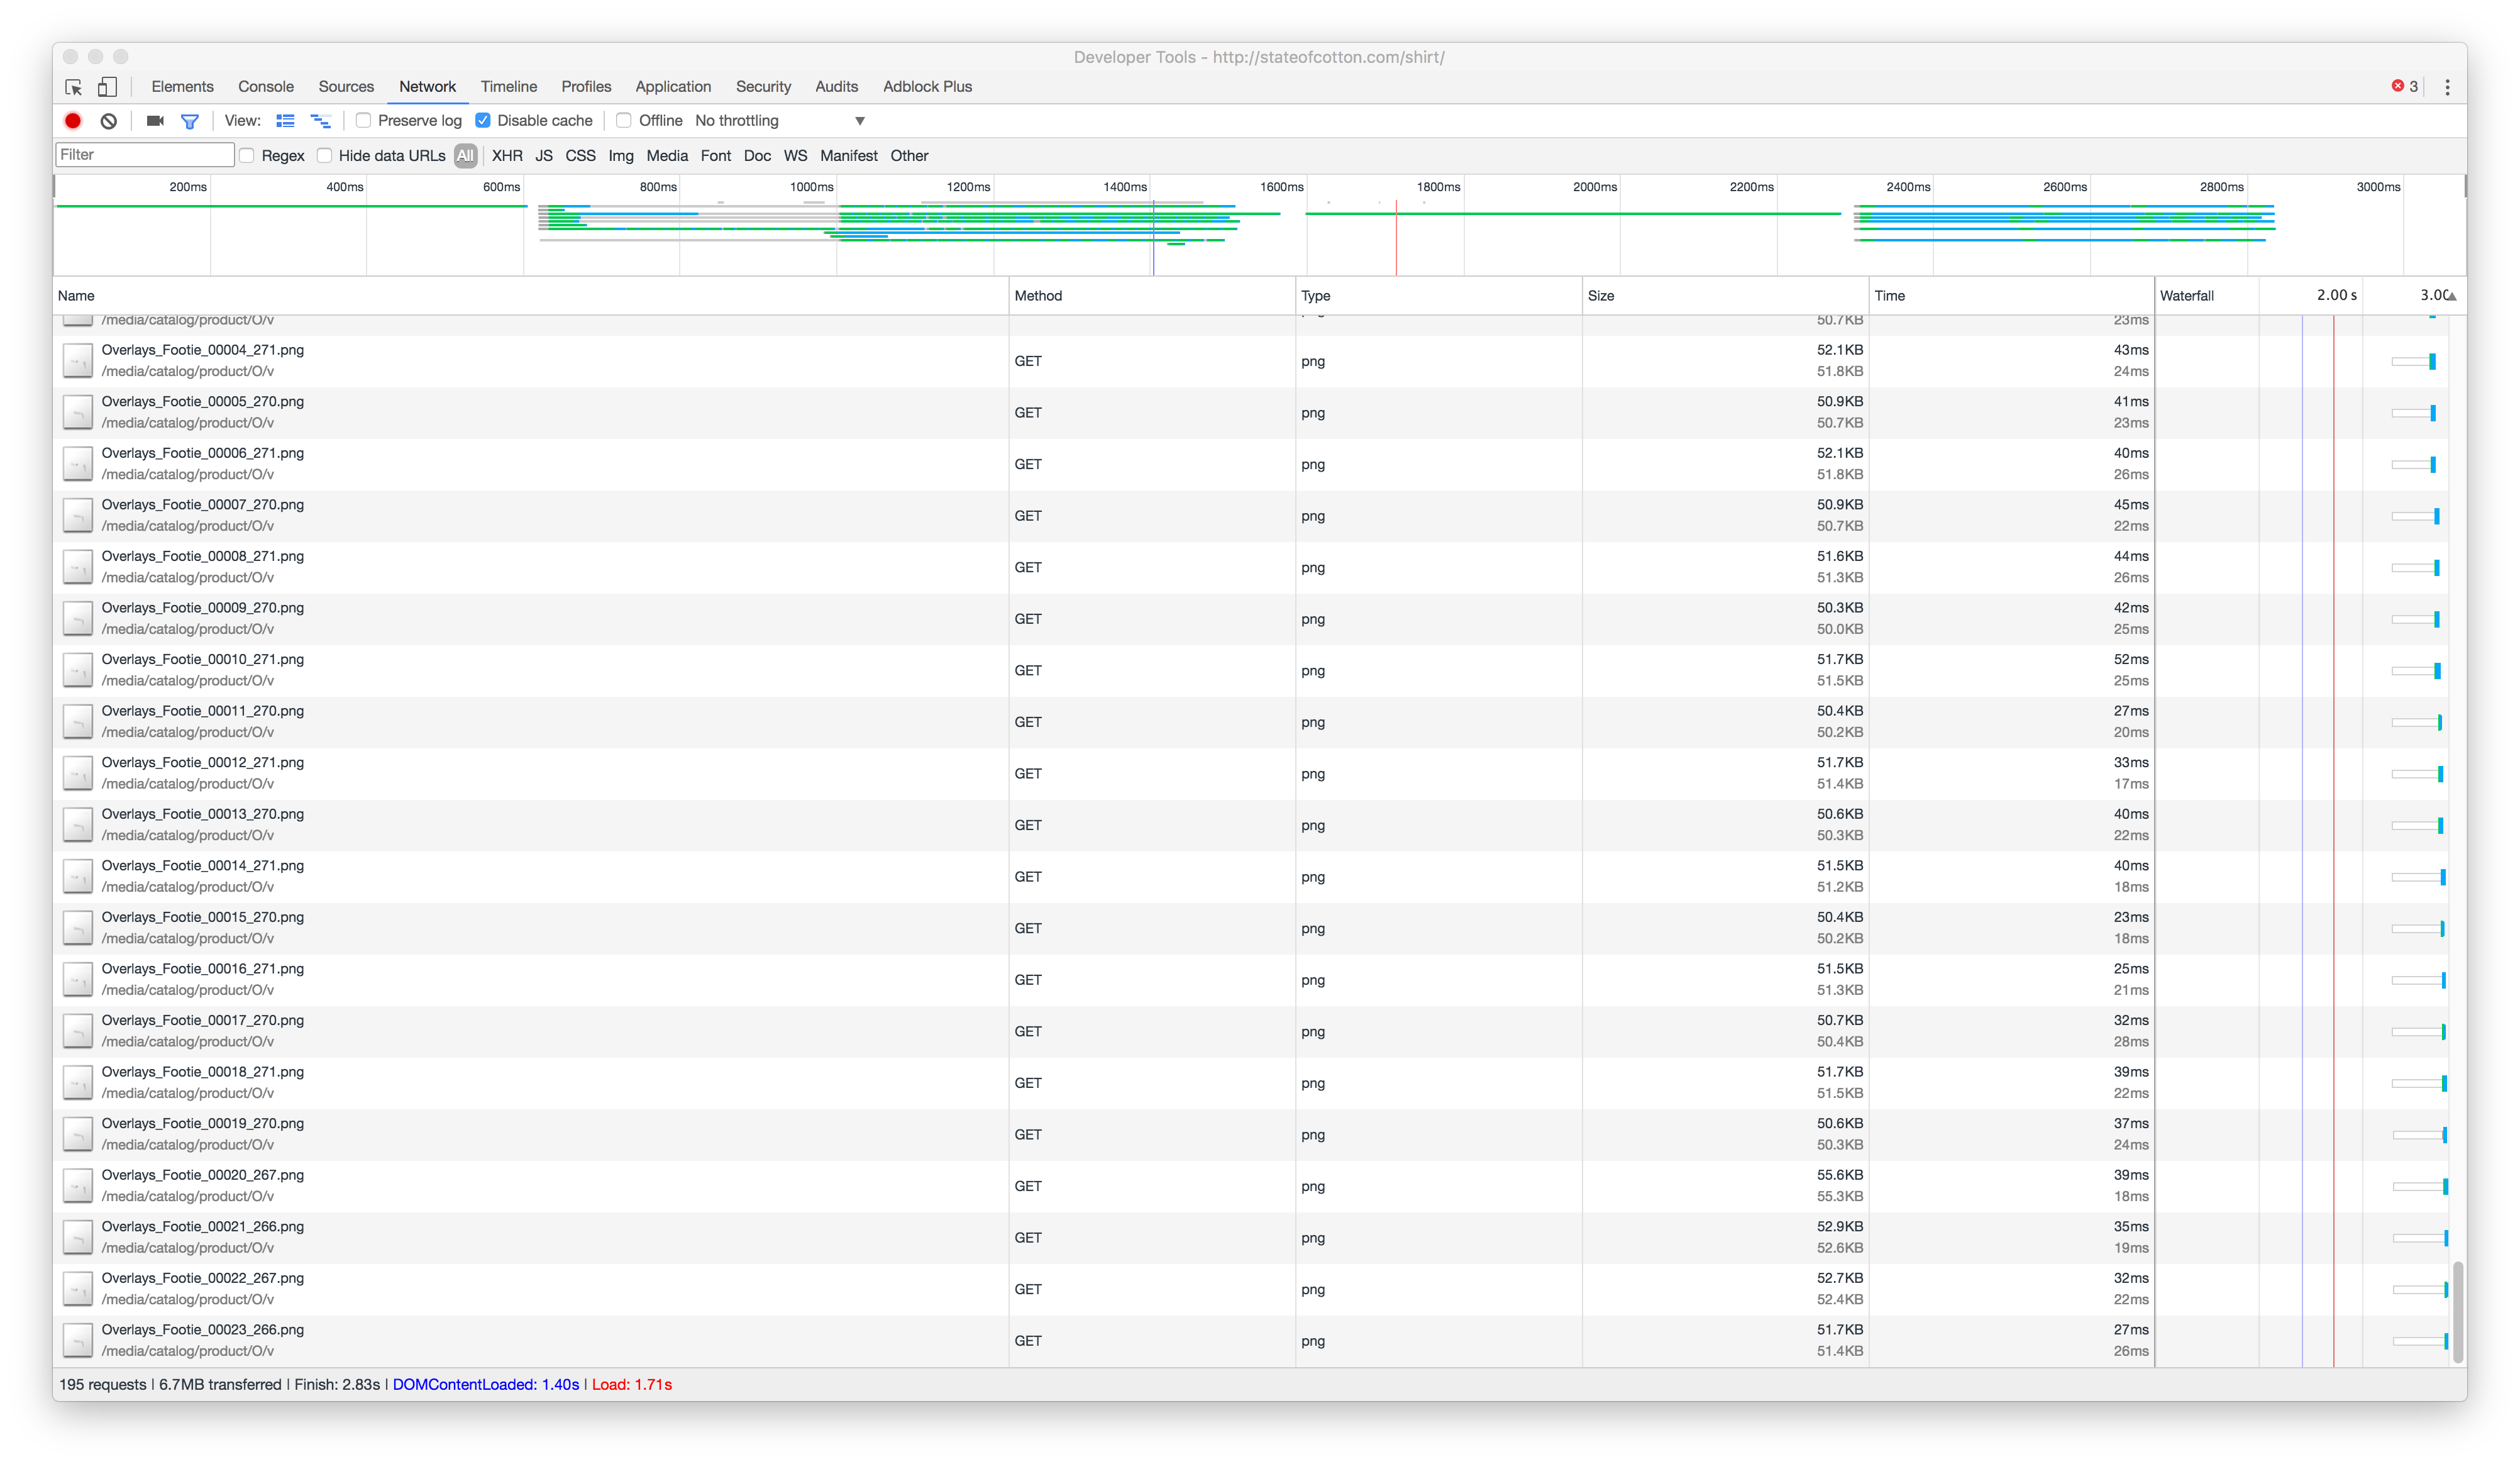 Developer Tools - http://stateofcotton.com/shirt/
Elements Console Sources Network Timeline Profiles Application Security Audits Adblock Plus 3
View: Preserve log Disable cache Offline No throttling
Filter Regex Hide data URLs All XHR JS CSS Img Media Font Doc WS Manifest Other
200ms 400ms 600ms 800ms 1000ms 1200ms 1400ms 1600ms 1800ms 2000ms 2200ms 2400ms 2600ms 2800ms 3000ms
Name Method Type Size Time Waterfall 2.00 s 3.00
/media/catalog/product/O/v 50.7KB 23ms
Overlays_Footie_00004_271.png 52.1KB 43ms
GET png
/media/catalog/product/O/v 51.8KB 24ms
Overlays_Footie_00005_270.png 50.9KB 41ms
GET png
/media/catalog/product/O/v 50.7KB 23ms
Overlays_Footie_00006_271.png 52.1KB 40ms
GET png
/media/catalog/product/O/v 51.8KB 26ms
Overlays_Footie_00007_270.png 50.9KB 45ms
GET png
/media/catalog/product/O/v 50.7KB 22ms
Overlays_Footie_00008_271.png 51.6KB 44ms
GET png
/media/catalog/product/O/v 51.3KB 26ms
Overlays_Footie_00009_270.png 50.3KB 42ms
GET png
/media/catalog/product/O/v 50.0KB 25ms
Overlays_Footie_00010_271.png 51.7KB 52ms
GET png
/media/catalog/product/O/v 51.5KB 25ms
Overlays_Footie_00011_270.png 50.4KB 27ms
GET png
/media/catalog/product/O/v 50.2KB 20ms
Overlays_Footie_00012_271.png 51.7KB 33ms
GET png
/media/catalog/product/O/v 51.4KB 17ms
Overlays_Footie_00013_270.png 50.6KB 40ms
GET png
/media/catalog/product/O/v 50.3KB 22ms
Overlays_Footie_00014_271.png 51.5KB 40ms
GET png
/media/catalog/product/O/v 51.2KB 18ms
Overlays_Footie_00015_270.png 50.4KB 23ms
GET png
/media/catalog/product/O/v 50.2KB 18ms
Overlays_Footie_00016_271.png 51.5KB 25ms
GET png
/media/catalog/product/O/v 51.3KB 21ms
Overlays_Footie_00017_270.png 50.7KB 32ms
GET png
/media/catalog/product/O/v 50.4KB 28ms
Overlays_Footie_00018_271.png 51.7KB 39ms
GET png
/media/catalog/product/O/v 51.5KB 22ms
Overlays_Footie_00019_270.png 50.6KB 37ms
GET png
/media/catalog/product/O/v 50.3KB 24ms
Overlays_Footie_00020_267.png 55.6KB 39ms
GET png
/media/catalog/product/O/v 55.3KB 18ms
Overlays_Footie_00021_266.png 52.9KB 35ms
GET png
/media/catalog/product/O/v 52.6KB 19ms
Overlays_Footie_00022_267.png 52.7KB 32ms
GET png
/media/catalog/product/O/v 52.4KB 22ms
Overlays_Footie_00023_266.png 51.7KB 27ms
GET png
/media/catalog/product/O/v 51.4KB 26ms
195 requests | 6.7MB transferred | Finish: 2.83s | DOMContentLoaded: 1.40s | Load: 1.71s